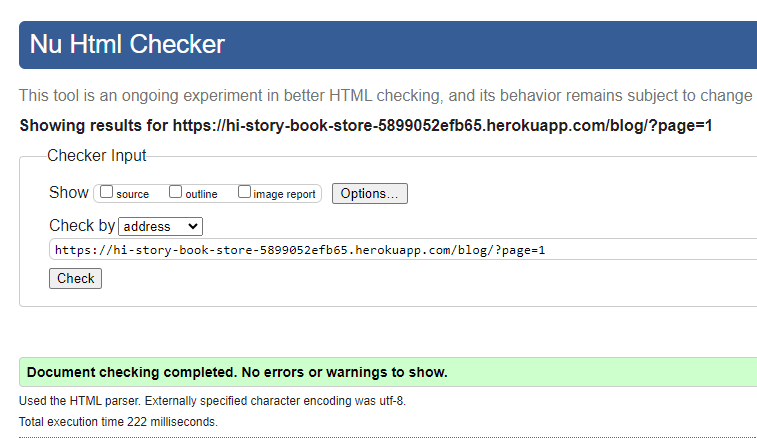 Nu Html Checker
This tool is an ongoing experiment in better HTML checking, and its behavior remains subject to change
Showing results for https://hi-story-book-store-5899052efb65.herokuapp.com/blog/?page=1
Checker Input
Show source outline image report Options...
Check by address
https://hi-story-book-store-5899052efb65.herokuapp.com/blog/?page=1
Check
Document checking completed. No errors or warnings to show.
Used the HTML parser. Externally specified character encoding was utf-8.
Total execution time 222 milliseconds.